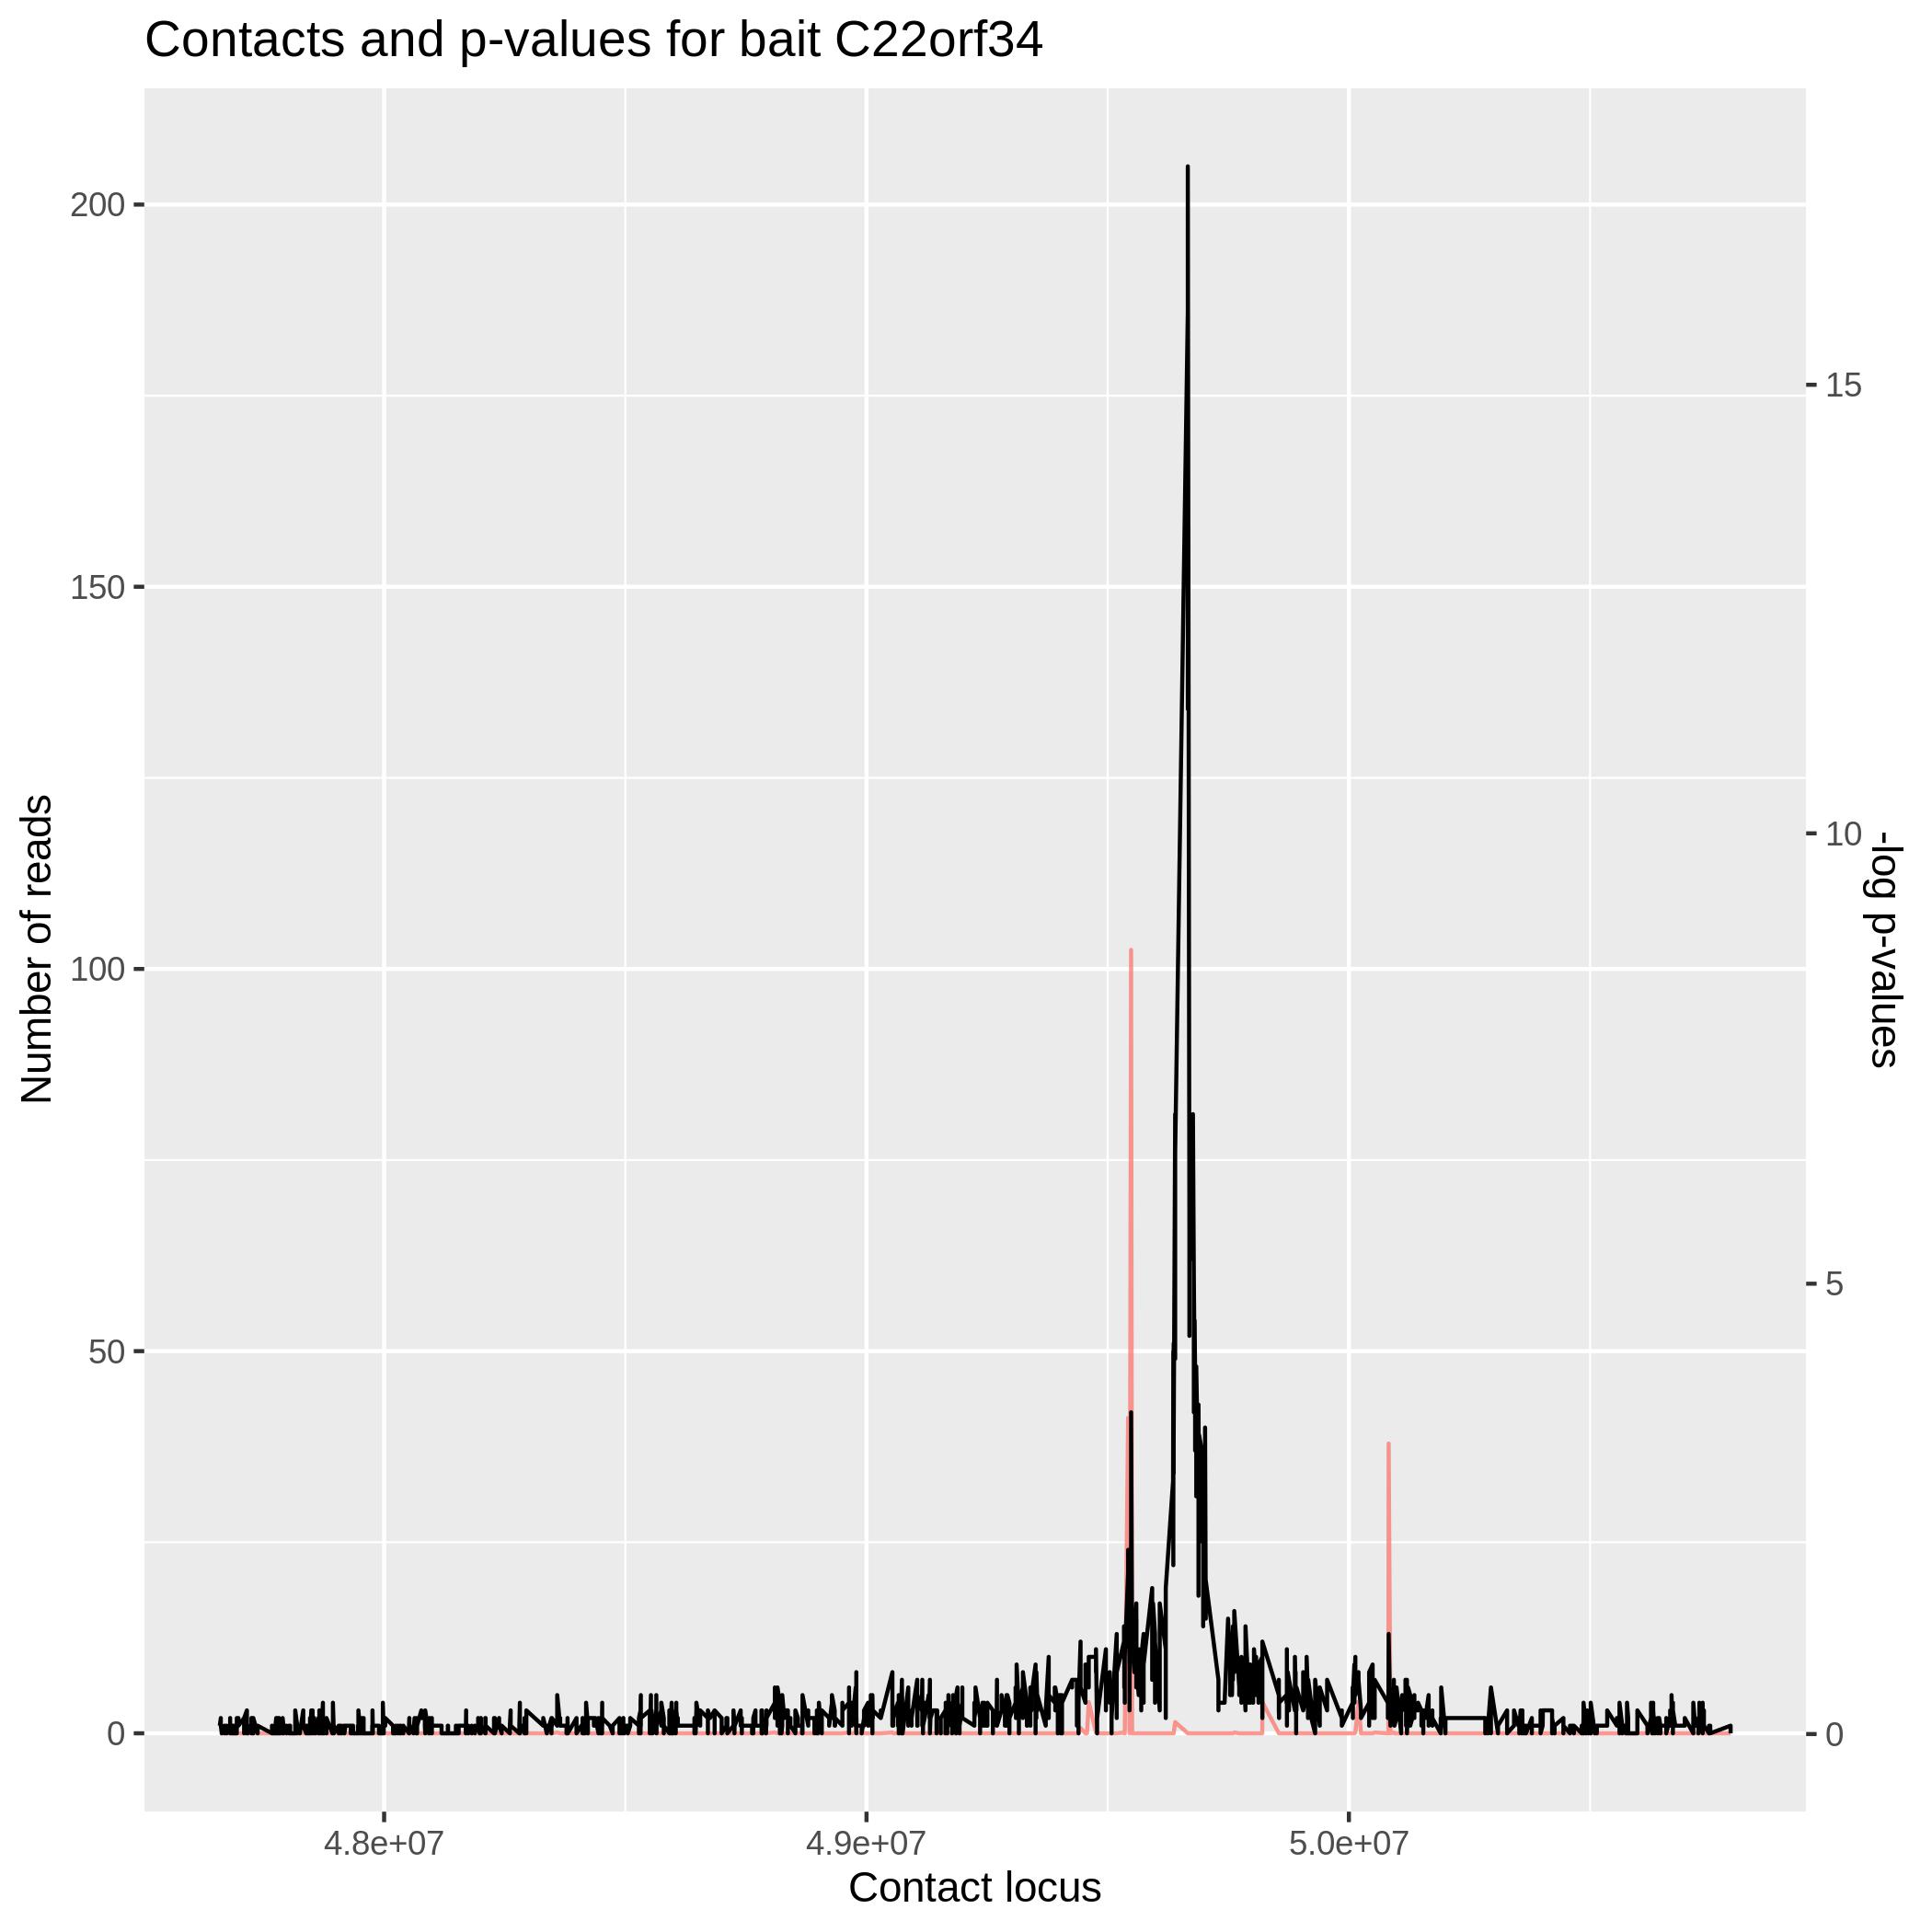 Contacts and p-values for bait C22orf34
200
150
100
50
0
Number of reads
15
10
5
0
-log p-values
4.8e+07
4.9e+07
5.0e+07
Contact locus